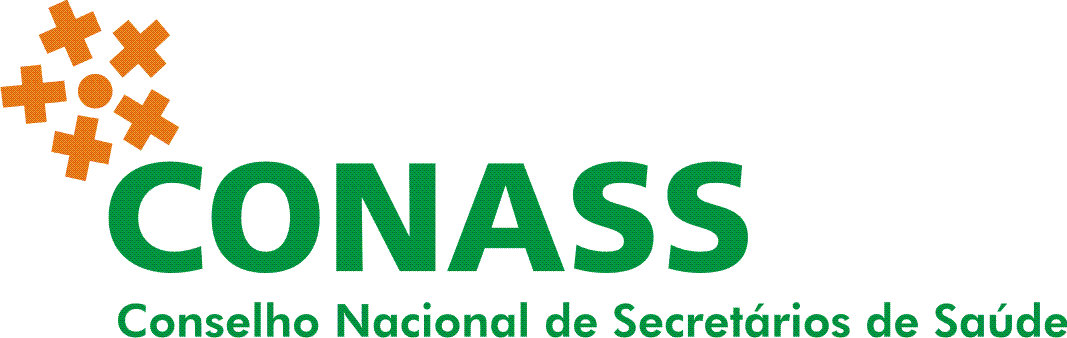 CONASS
Conselho Nacional de Secretários de Saúde